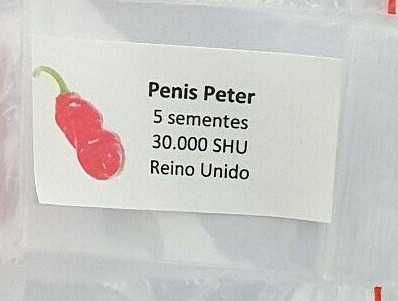 Penis Peter
5 sementes
30.000 SHU
Reino Unido